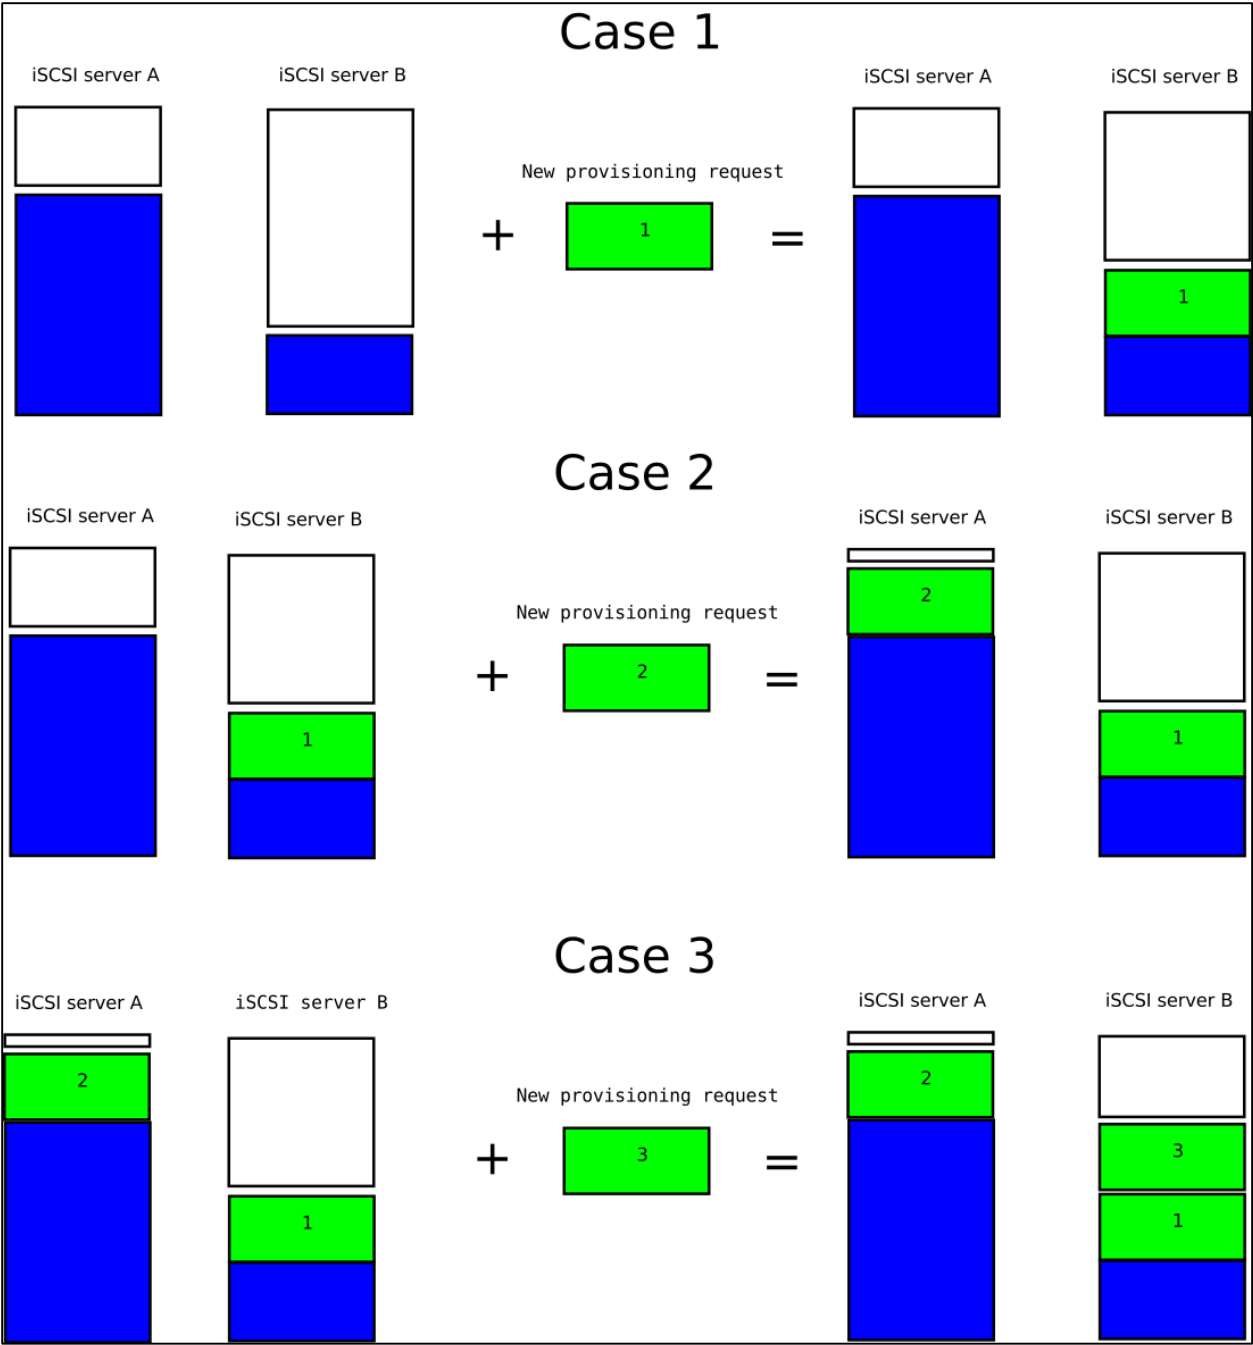 Case 1
iSCSI server A
iSCSI server B
iSCSI server A
iSCSI server B
New provisioning request
1
+
=
1
Case 2
iSCSI server A
iSCSI server B
iSCSI server A
iSCSI server B
New provisioning request
2
2
+
=
1
1
Case 3
iSCSI server A
iSCSI server B
iSCSI server A
iSCSI server B
2
New provisioning request
2
3
+
=
3
1
1